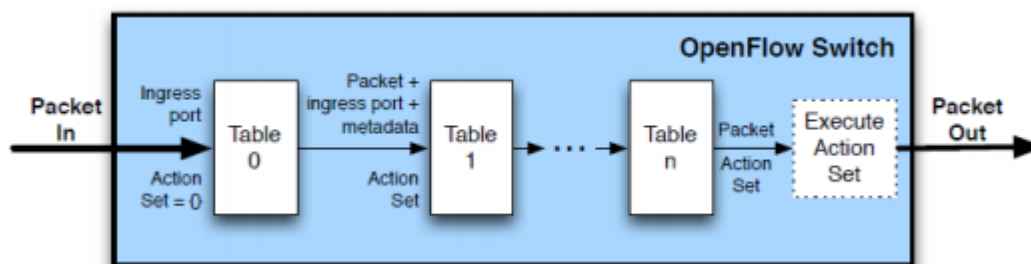 OpenFlow Switch
Packet
In
Ingress
port
Action
Set = {}
Table
0
Packet +
ingress port +
metadata
Action
Set
Table
1
...
Table
n
Packet
Action
Set
Execute
Action
Set
Packet
Out